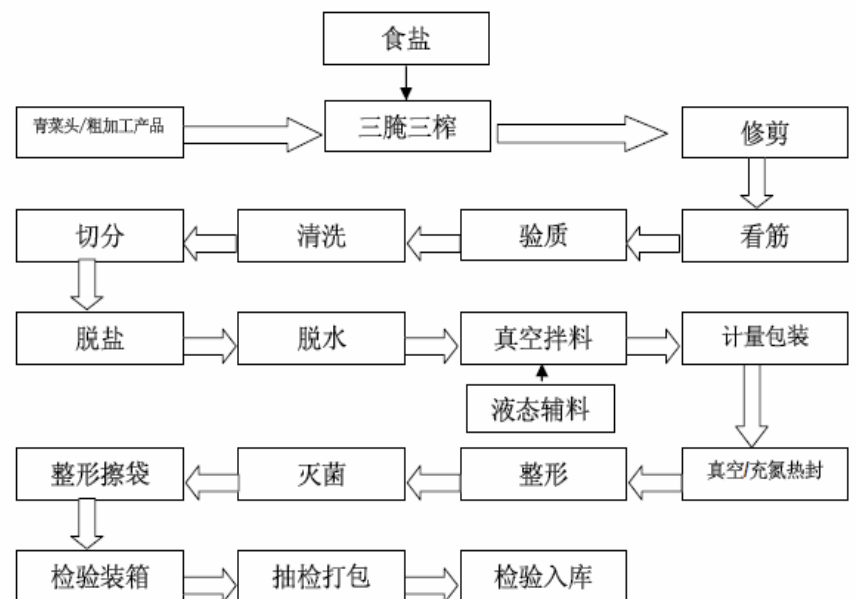 食盐
青菜头/粗加工产品
三腌三榨
修剪
看筋
验质
清洗
切分
脱盐
脱水
真空拌料
计量包装
液态辅料
真空/充氮热封
整形
灭菌
整形擦袋
检验装箱
抽检打包
检验入库